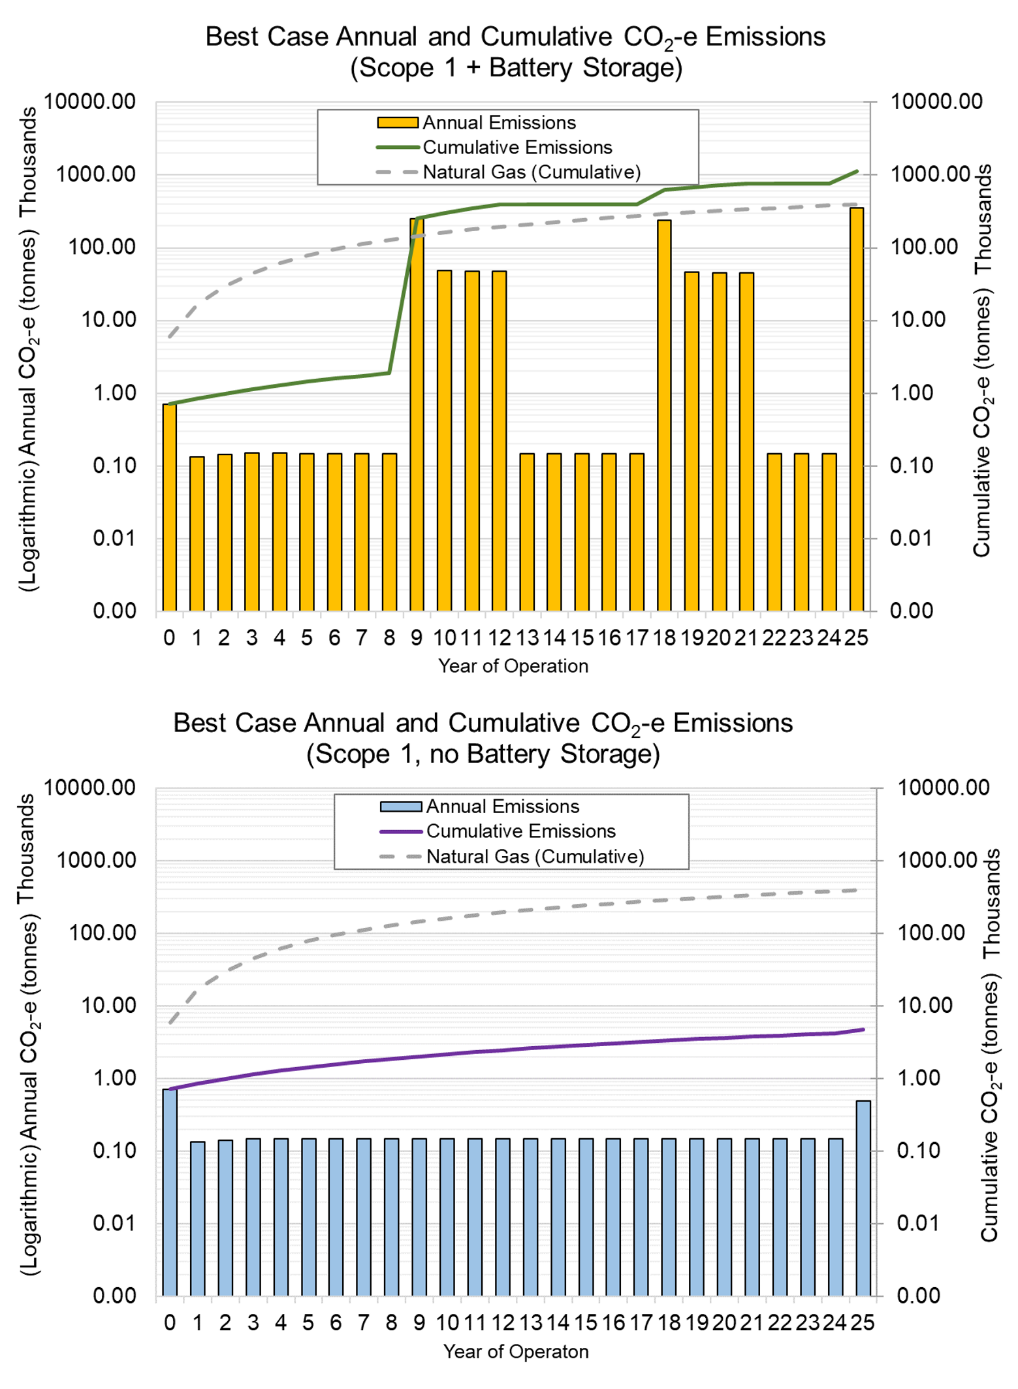 Best Case Annual and Cumulative CO2-e Emissions
(Scope 1 + Battery Storage)
(Logarithmic) Annual CO2-e (tonnes) Thousands
10000.00
1000.00
100.00
10.00
1.00
0.10
0.01
0.00
Annual Emissions
Cumulative Emissions
Natural Gas (Cumulative)
10000.00
1000.00
100.00
10.00
1.00
0.10
0.01
0.00
Cumulative CO2-e (tonnes) Thousands
0 1 2 3 4 5 6 7 8 9 10 11 12 13 14 15 16 17 18 19 20 21 22 23 24 25
Year of Operation
Best Case Annual and Cumulative CO2-e Emissions
(Scope 1, no Battery Storage)
(Logarithmic) Annual CO2-e (tonnes) Thousands
10000.00
1000.00
100.00
10.00
1.00
0.10
0.01
0.00
Annual Emissions
Cumulative Emissions
Natural Gas (Cumulative)
10000.00
1000.00
100.00
10.00
1.00
0.10
0.01
0.00
Cumulative CO2-e (tonnes) Thousands
0 1 2 3 4 5 6 7 8 9 10 11 12 13 14 15 16 17 18 19 20 21 22 23 24 25
Year of Operaton